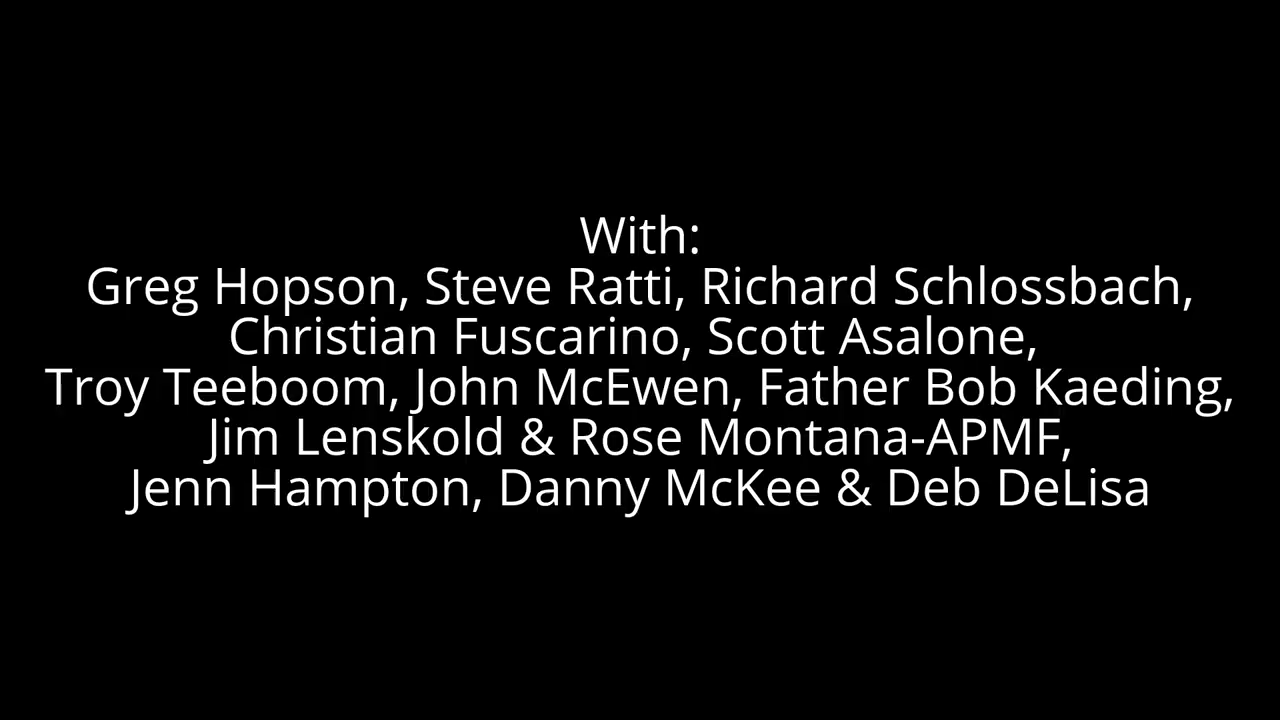 With:
Greg Hopson, Steve Ratti, Richard Schlossbach,
Christian Fuscarino, Scott Asalone,
Troy Teeboom, John McEwen, Father Bob Kaeding,
Jim Lenskold & Rose Montana-APMF,
Jenn Hampton, Danny McKee & Deb DeLisa